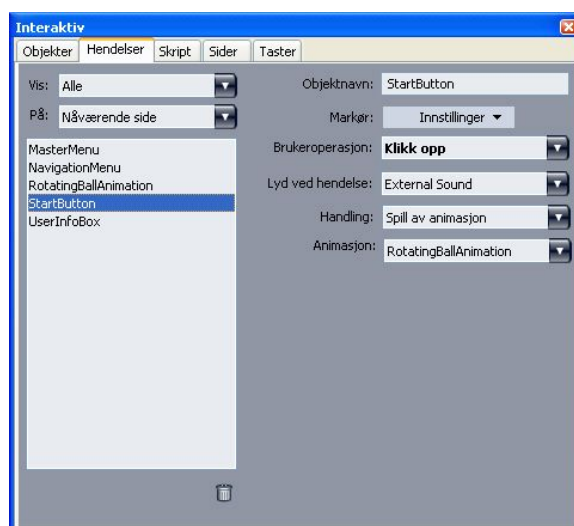 Interaktiv
Objekter Hendelser Skript Sider Taster
Vis: Alle
På: Nåværende side
MasterMenu
NavigationMenu
RotatingBallAnimation
StartButton
UserInfoBox
Objektnavn: StartButton
Markør: Innstillinger
Brukeroperasjon: Klikk opp
Lyd ved hendelse: External Sound
Handling: Spill av animasjon
Animasjon: RotatingBallAnimation